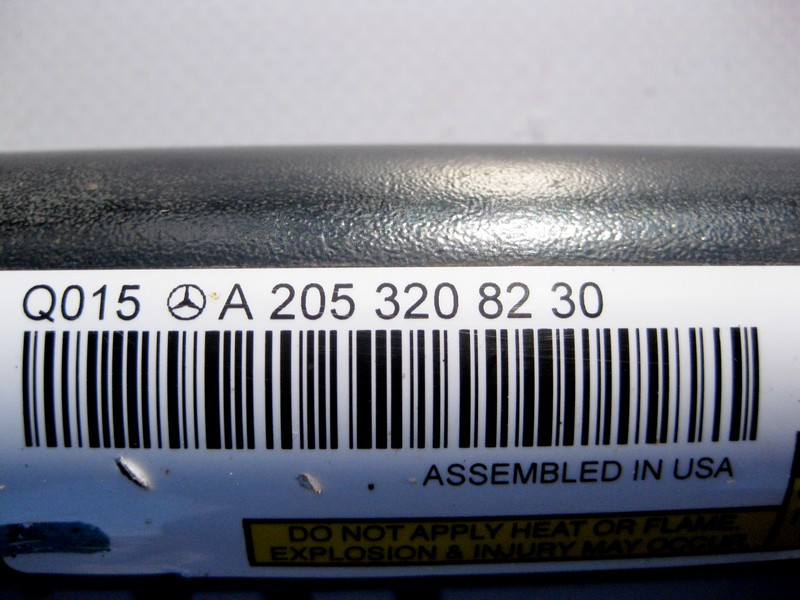 Q015 A 205 320 82 30
ASSEMBLED IN USA
DO NOT APPLY HEAT OR FLAME.
EXPLOSION & INJURY MAY OCCUR.